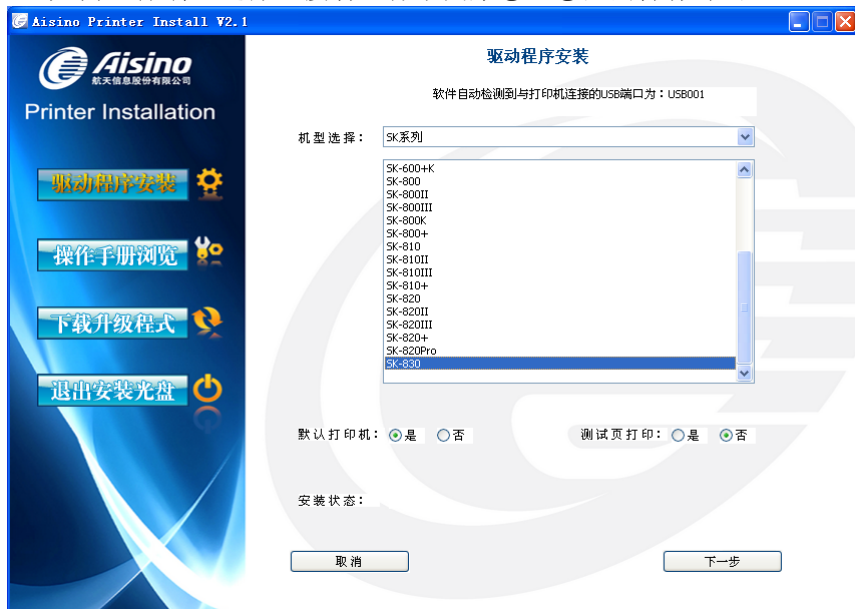 Aisino Printer Install V2.1
Aisino
航天信息股份有限公司
Printer Installation
驱动程序安装
操作手册浏览
下载升级程式
退出安装光盘
驱动程序安装
软件自动检测到与打印机连接的USB端口为：USB001
机型选择： SK系列
SK-600+K
SK-800
SK-800II
SK-800III
SK-800K
SK-800+
SK-810
SK-810II
SK-810III
SK-810+
SK-820
SK-820II
SK-820III
SK-820+
SK-820Pro
SK-830
默认打印机： 是 否 测试页打印： 是 否
安装状态：
取消 下一步